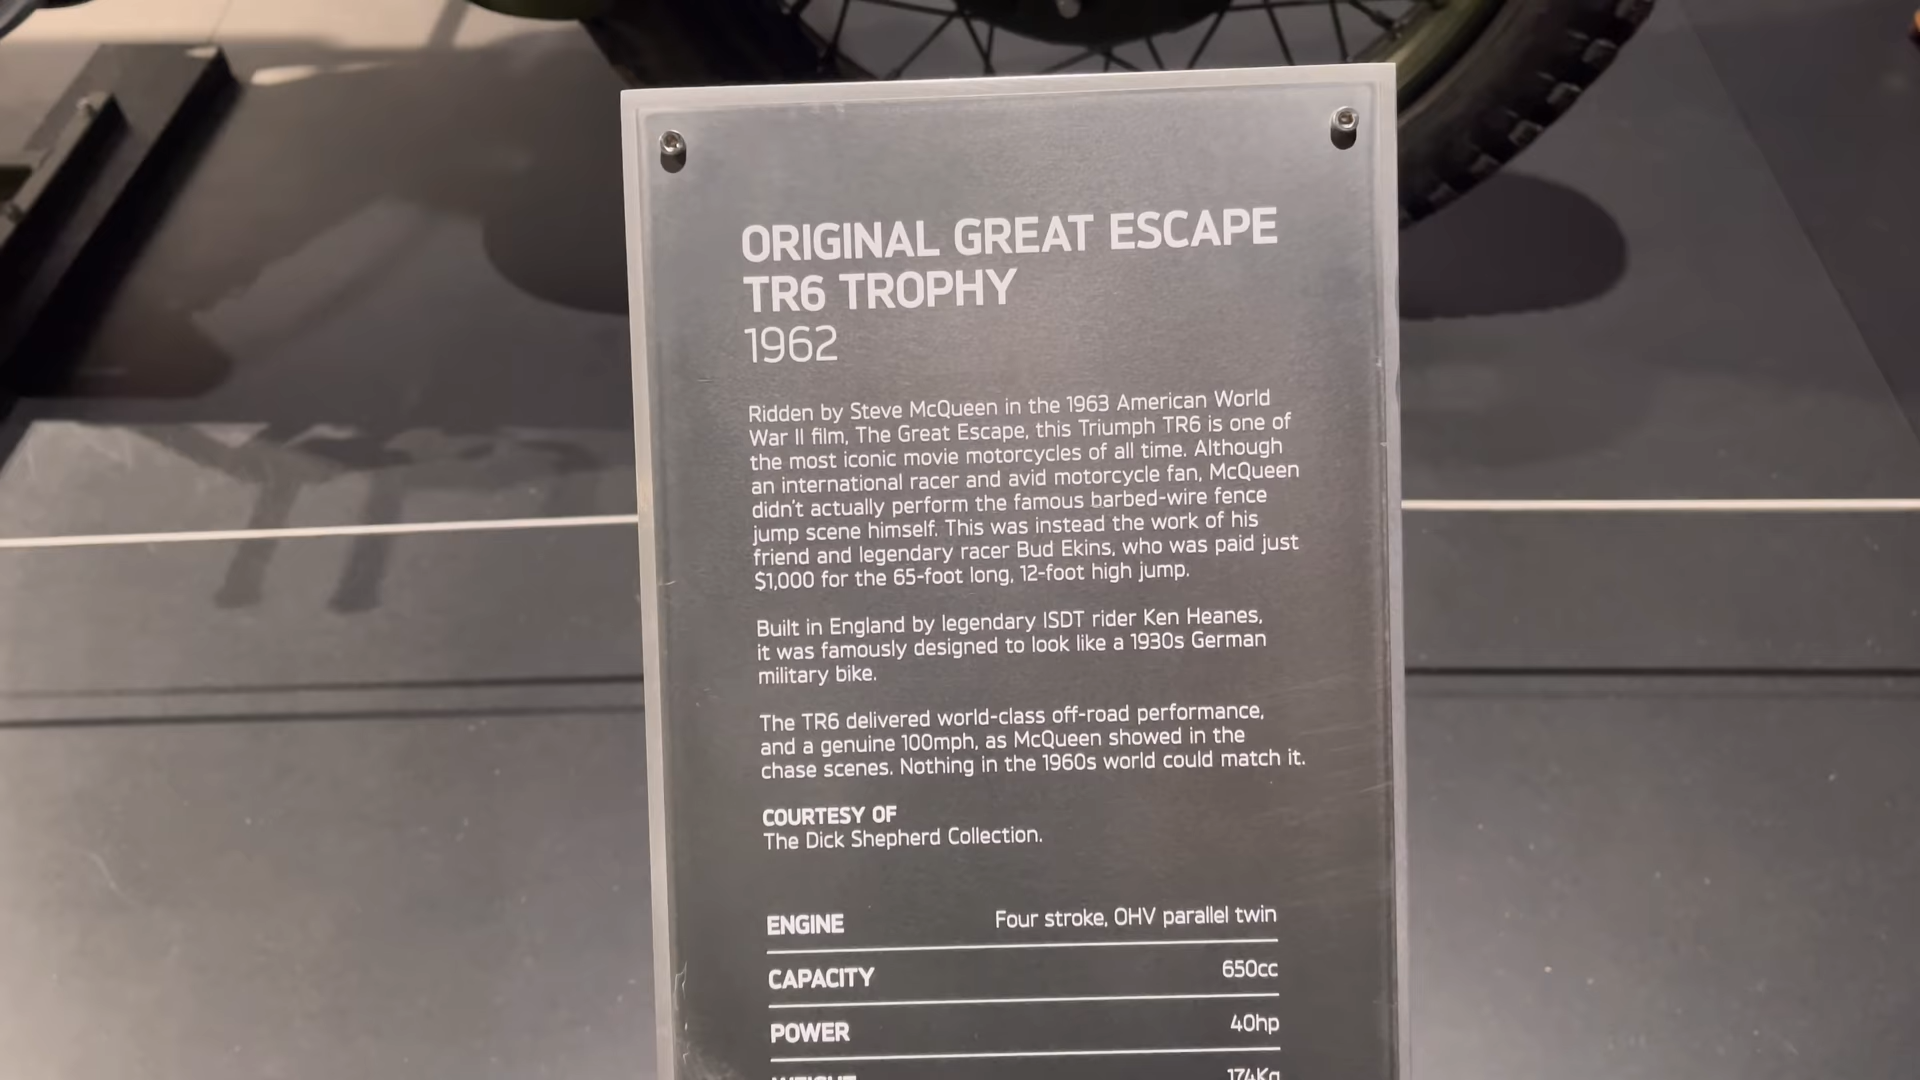 ORIGINAL GREAT ESCAPE
TR6 TROPHY
1962
Ridden by Steve McQueen in the 1963 American World
War II film, The Great Escape, this Triumph TR6 is one of
the most iconic movie motorcycles of all time. Although
an international racer and avid motorcycle fan, McQueen
didn't actually perform the famous barbed-wire fence
jump scene himself. This was instead the work of his
friend and legendary racer Bud Ekins, who was paid just
$1,000 for the 65-foot long, 12-foot high jump.
Built in England by legendary ISDT rider Ken Heanes,
it was famously designed to look like a 1930s German
military bike.
The TR6 delivered world-class off-road performance,
and a genuine 100mph, as McQueen showed in the
chase scenes. Nothing in the 1960s world could match it.
COURTESY OF
The Dick Shepherd Collection.
ENGINE Four stroke, OHV parallel twin
CAPACITY 650cc
POWER 40hp
WEIGHT 174Kg